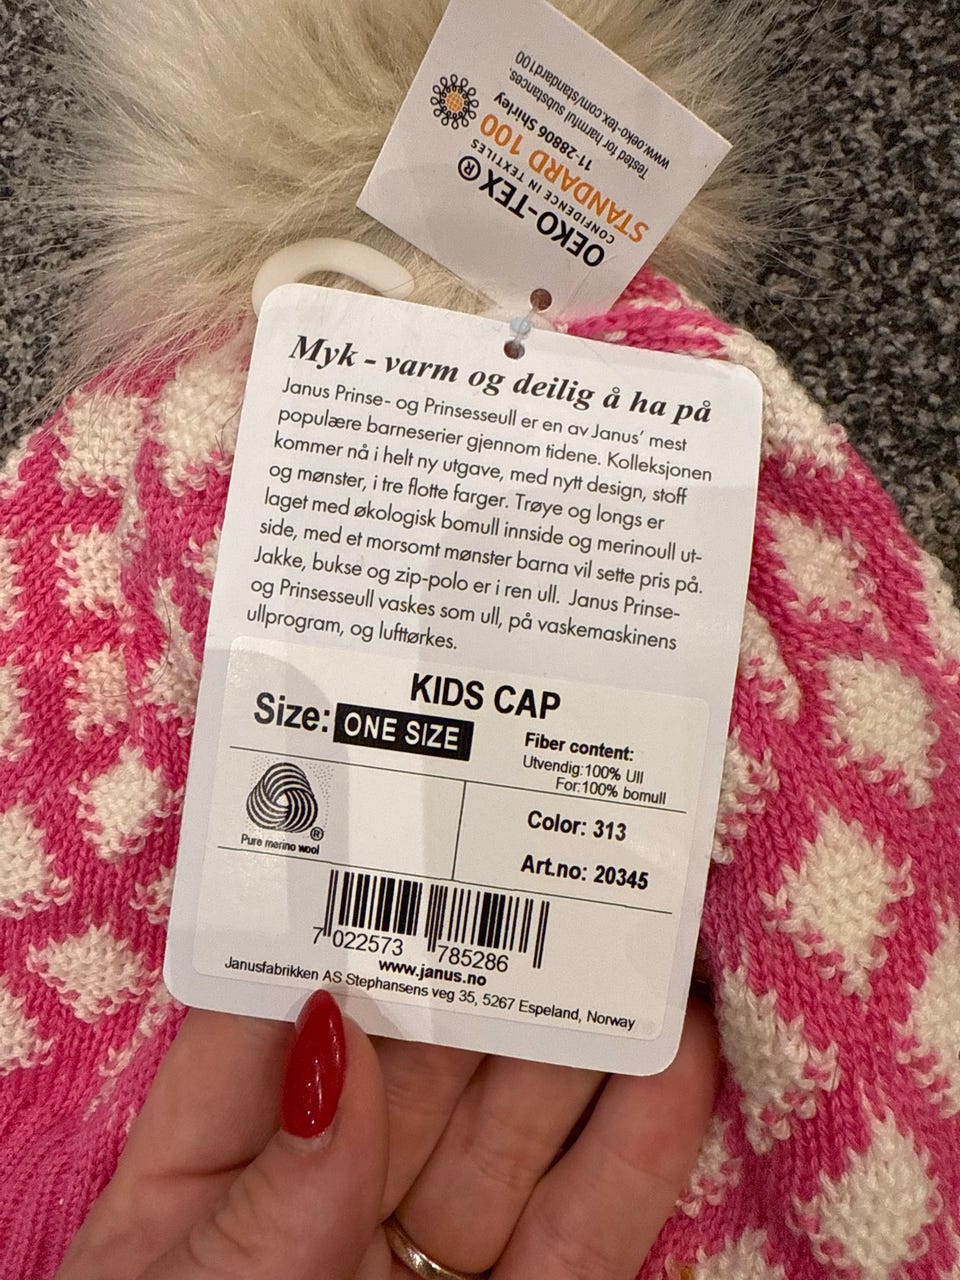 OEKO-TEX®
CONFIDENCE IN TEXTILES
STANDARD 100
11-28806 Shirley
Tested for harmful substances.
www.oeko-tex.com/standard100
Myk - varm og deilig å ha på
Janus Prinse- og Prinsesseull er en av Janus’ mest
populære barneserier gjennom tidene. Kolleksjonen
kommer nå i helt ny utgave, med nytt design, stoff
og mønster, i tre flotte farger. Trøye og longs er
laget med økologisk bomull innside og merinoull ut-
side, med et morsomt mønster barna vil sette pris på.
Jakke, bukse og zip-polo er i ren ull. Janus Prinse-
og Prinsesseull vaskes som ull, på vaskemaskinens
ullprogram, og lufttørkes.
KIDS CAP
Size: ONE SIZE
Fiber content:
Utvendig:100% Ull
For:100% bomull
®
Pure merino wool
Color: 313
Art.no: 20345
7 022573 785286
www.janus.no
Janusfabrikken AS Stephansens veg 35, 5267 Espeland, Norway